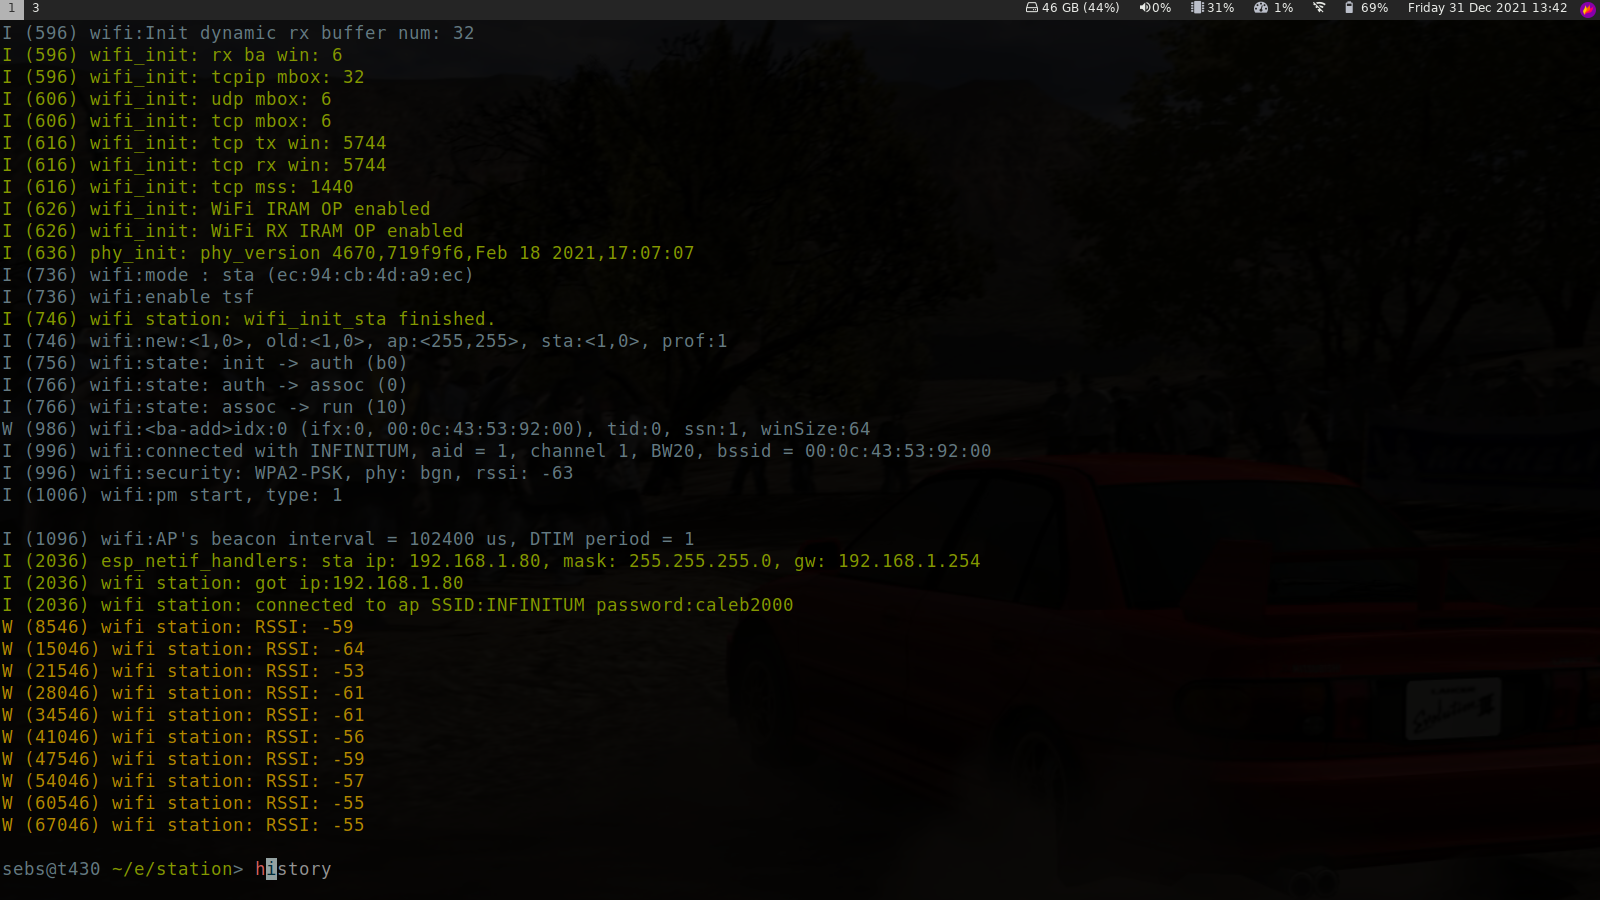 1 3 46 GB (44%) 0% 31% 1% 69% Friday 31 Dec 2021 13:42
I (596) wifi:Init dynamic rx buffer num: 32
I (596) wifi_init: rx ba win: 6
I (596) wifi_init: tcpip mbox: 32
I (606) wifi_init: udp mbox: 6
I (606) wifi_init: tcp mbox: 6
I (616) wifi_init: tcp tx win: 5744
I (616) wifi_init: tcp rx win: 5744
I (616) wifi_init: tcp mss: 1440
I (626) wifi_init: WiFi IRAM OP enabled
I (626) wifi_init: WiFi RX IRAM OP enabled
I (636) phy_init: phy_version 4670,719f9f6,Feb 18 2021,17:07:07
I (736) wifi:mode : sta (ec:94:cb:4d:a9:ec)
I (736) wifi:enable tsf
I (746) wifi station: wifi_init_sta finished.
I (746) wifi:new:<1,0>, old:<1,0>, ap:<255,255>, sta:<1,0>, prof:1
I (756) wifi:state: init -> auth (b0)
I (766) wifi:state: auth -> assoc (0)
I (766) wifi:state: assoc -> run (10)
W (986) wifi:<ba-add>idx:0 (ifx:0, 00:0c:43:53:92:00), tid:0, ssn:1, winSize:64
I (996) wifi:connected with INFINITUM, aid = 1, channel 1, BW20, bssid = 00:0c:43:53:92:00
I (996) wifi:security: WPA2-PSK, phy: bgn, rssi: -63
I (1006) wifi:pm start, type: 1
I (1096) wifi:AP's beacon interval = 102400 us, DTIM period = 1
I (2036) esp_netif_handlers: sta ip: 192.168.1.80, mask: 255.255.255.0, gw: 192.168.1.254
I (2036) wifi station: got ip:192.168.1.80
I (2036) wifi station: connected to ap SSID:INFINITUM password:caleb2000
W (8546) wifi station: RSSI: -59
W (15046) wifi station: RSSI: -64
W (21546) wifi station: RSSI: -53
W (28046) wifi station: RSSI: -61
W (34546) wifi station: RSSI: -61
W (41046) wifi station: RSSI: -56
W (47546) wifi station: RSSI: -59
W (54046) wifi station: RSSI: -57
W (60546) wifi station: RSSI: -55
W (67046) wifi station: RSSI: -55
sebs@t430 ~/e/station> history